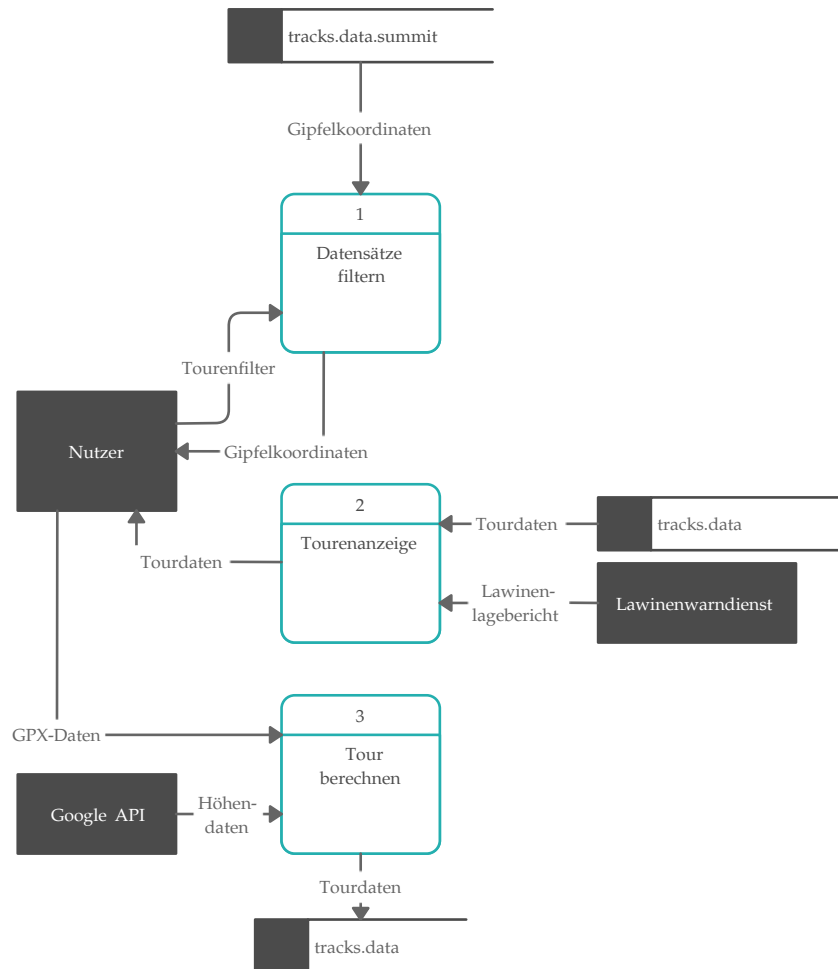 tracks.data.summit
Gipfelkoordinaten
1
Datensätze
filtern
Tourenfilter
Nutzer
Gipfelkoordinaten
2
Tourenanzeige
Tourdaten
tracks.data
Tourdaten
Lawinen-
lagebericht
Lawinenwarndienst
3
GPX-Daten
Tour
berechnen
Google API
Höhen-
daten
Tourdaten
tracks.data